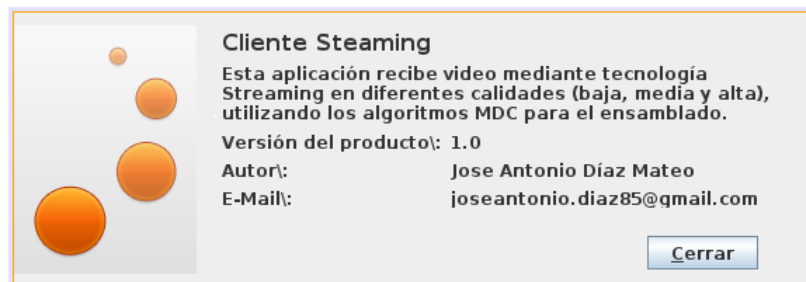 Cliente Steaming
Esta aplicación recibe video mediante tecnología
Streaming en diferentes calidades (baja, media y alta),
utilizando los algoritmos MDC para el ensamblado.
Versión del producto\: 1.0
Autor\: Jose Antonio Díaz Mateo
E-Mail\: joseantonio.diaz85@gmail.com
Cerrar